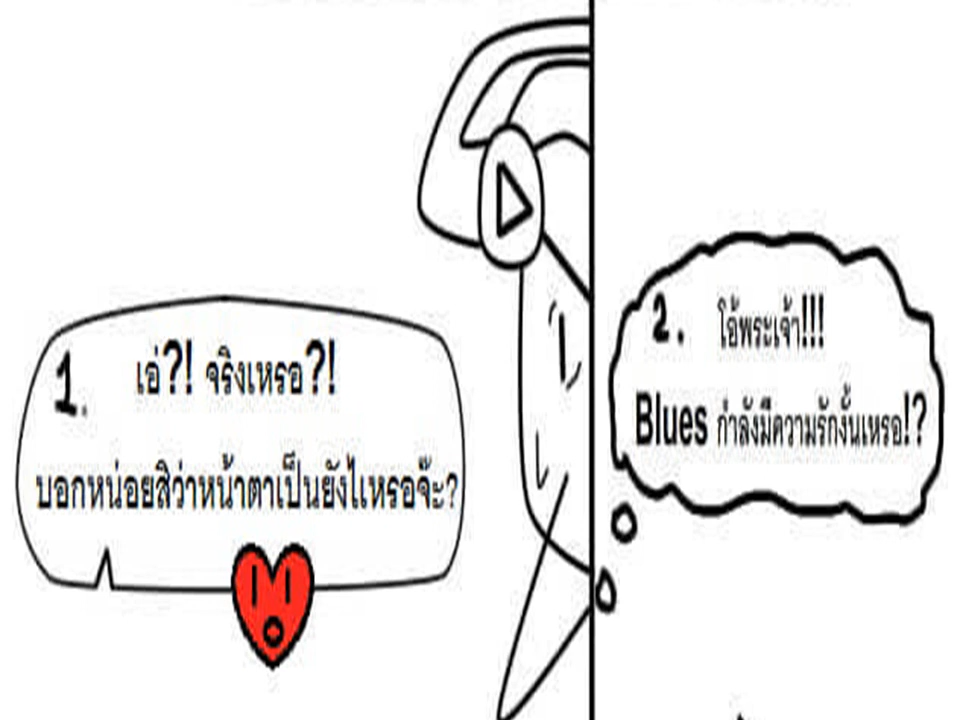 1. เอ๋?! จริงเหรอ?!
บอกหน่อยสิว่าหน้าตาเป็นยังไงเหรอจ๊ะ?
2. โอ้พระเจ้า!!!
Blues กำลังมีความรักงั้นเหรอ!?